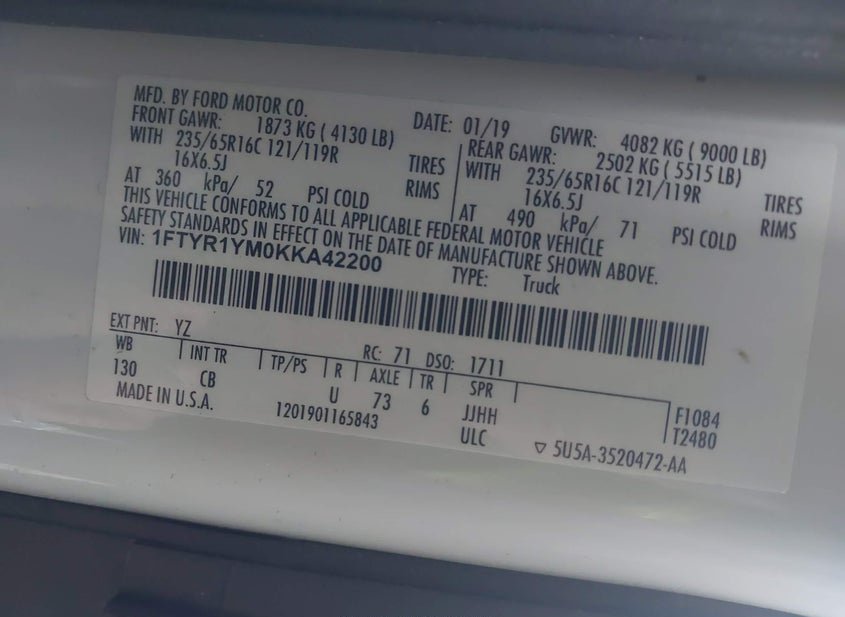 MFD. BY FORD MOTOR CO.
DATE: 01/19 GVWR: 4082 KG ( 9000 LB)
FRONT GAWR: 1873 KG ( 4130 LB)
WITH 235/65R16C 121/119R TIRES
16X6.5J RIMS
AT 360 kPa/ 52 PSI COLD
REAR GAWR: 2502 KG ( 5515 LB)
WITH 235/65R16C 121/119R TIRES
16X6.5J RIMS
AT 490 kPa/ 71 PSI COLD
THIS VEHICLE CONFORMS TO ALL APPLICABLE FEDERAL MOTOR VEHICLE
SAFETY STANDARDS IN EFFECT ON THE DATE OF MANUFACTURE SHOWN ABOVE.
VIN: 1FTYR1YM0KKA42200 TYPE: Truck
EXT PNT: YZ RC: 71 DSO: 1711
WB INT TR TP/PS R AXLE TR SPR
130 CB U 73 6 JJHH F1084
MADE IN U.S.A. 1201901165843 ULC T2480
▽ 5U5A-3520472-AA